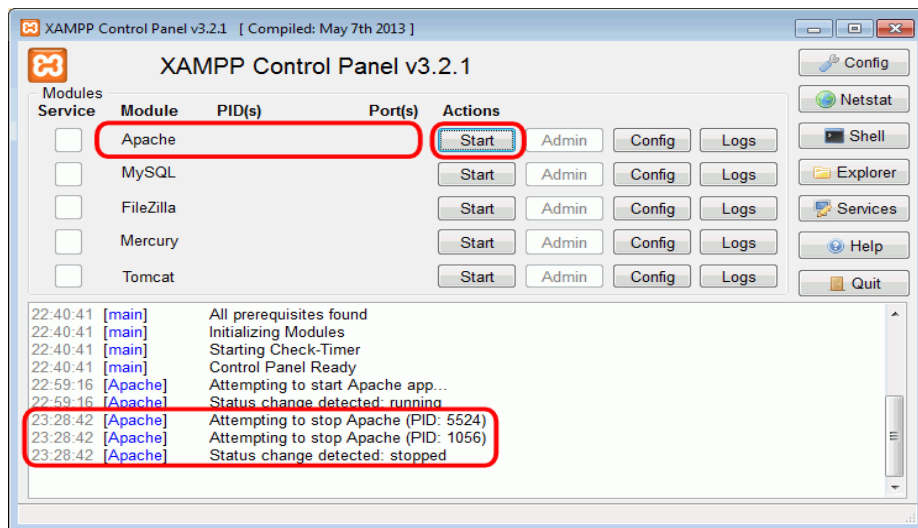 XAMPP Control Panel v3.2.1 [ Compiled: May 7th 2013 ]
XAMPP Control Panel v3.2.1
Config
Modules
Service Module PID(s) Port(s) Actions
Netstat
Apache Start Admin Config Logs
Shell
MySQL Start Admin Config Logs
Explorer
FileZilla Start Admin Config Logs
Services
Mercury Start Admin Config Logs
Help
Tomcat Start Admin Config Logs
Quit
22:40:41 [main] All prerequisites found
22:40:41 [main] Initializing Modules
22:40:41 [main] Starting Check-Timer
22:40:41 [main] Control Panel Ready
22:59:16 [Apache] Attempting to start Apache app...
22:59:16 [Apache] Status change detected: running
23:28:42 [Apache] Attempting to stop Apache (PID: 5524)
23:28:42 [Apache] Attempting to stop Apache (PID: 1056)
23:28:42 [Apache] Status change detected: stopped